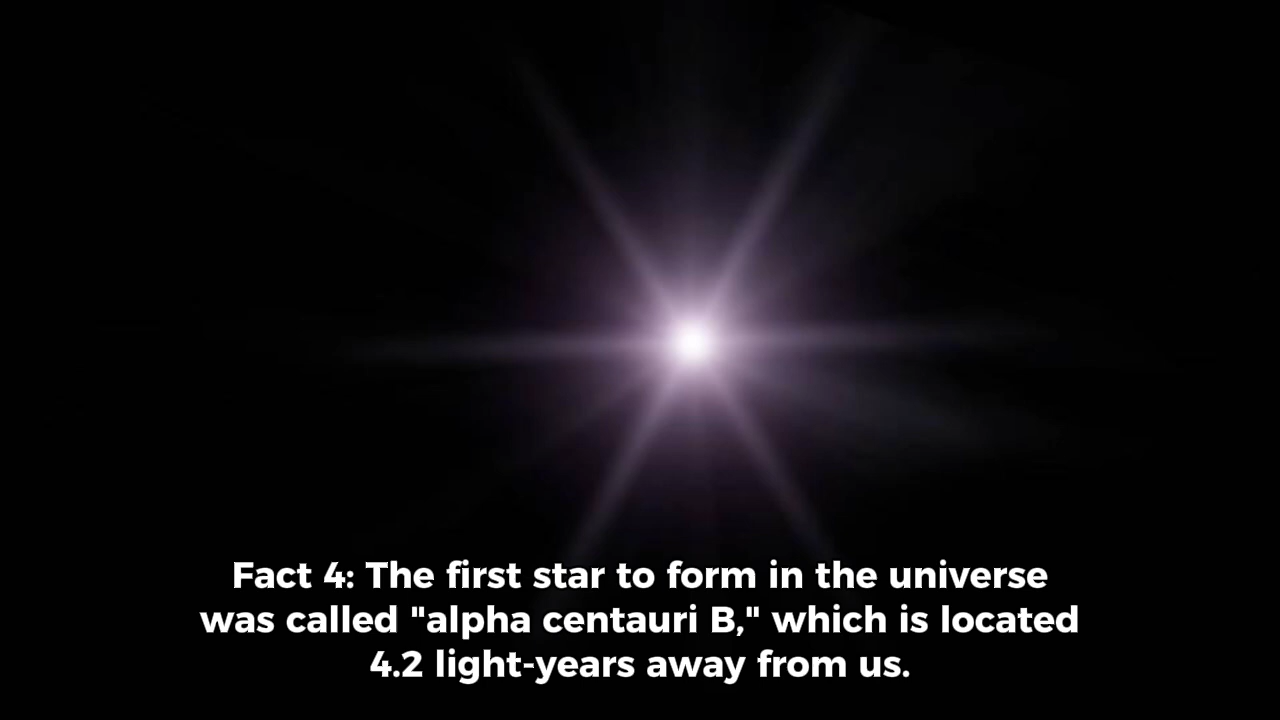 Fact 4: The first star to form in the universe
was called "alpha centauri B," which is located
4.2 light-years away from us.